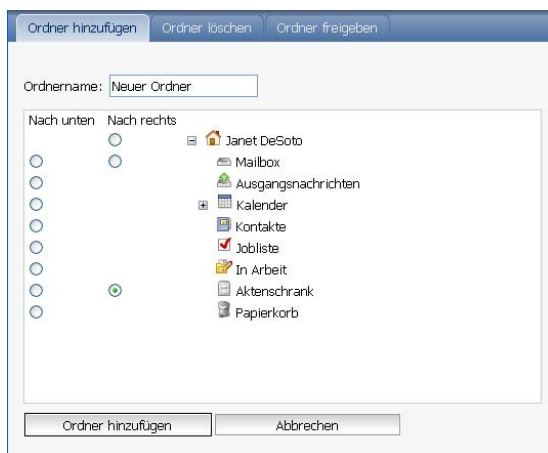 Ordner hinzufügen Ordner löschen Ordner freigeben
Ordnername: Neuer Ordner
Nach unten Nach rechts
Janet DeSoto
Mailbox
Ausgangsnachrichten
Kalender
Kontakte
Jobliste
In Arbeit
Aktenschrank
Papierkorb
Ordner hinzufügen Abbrechen